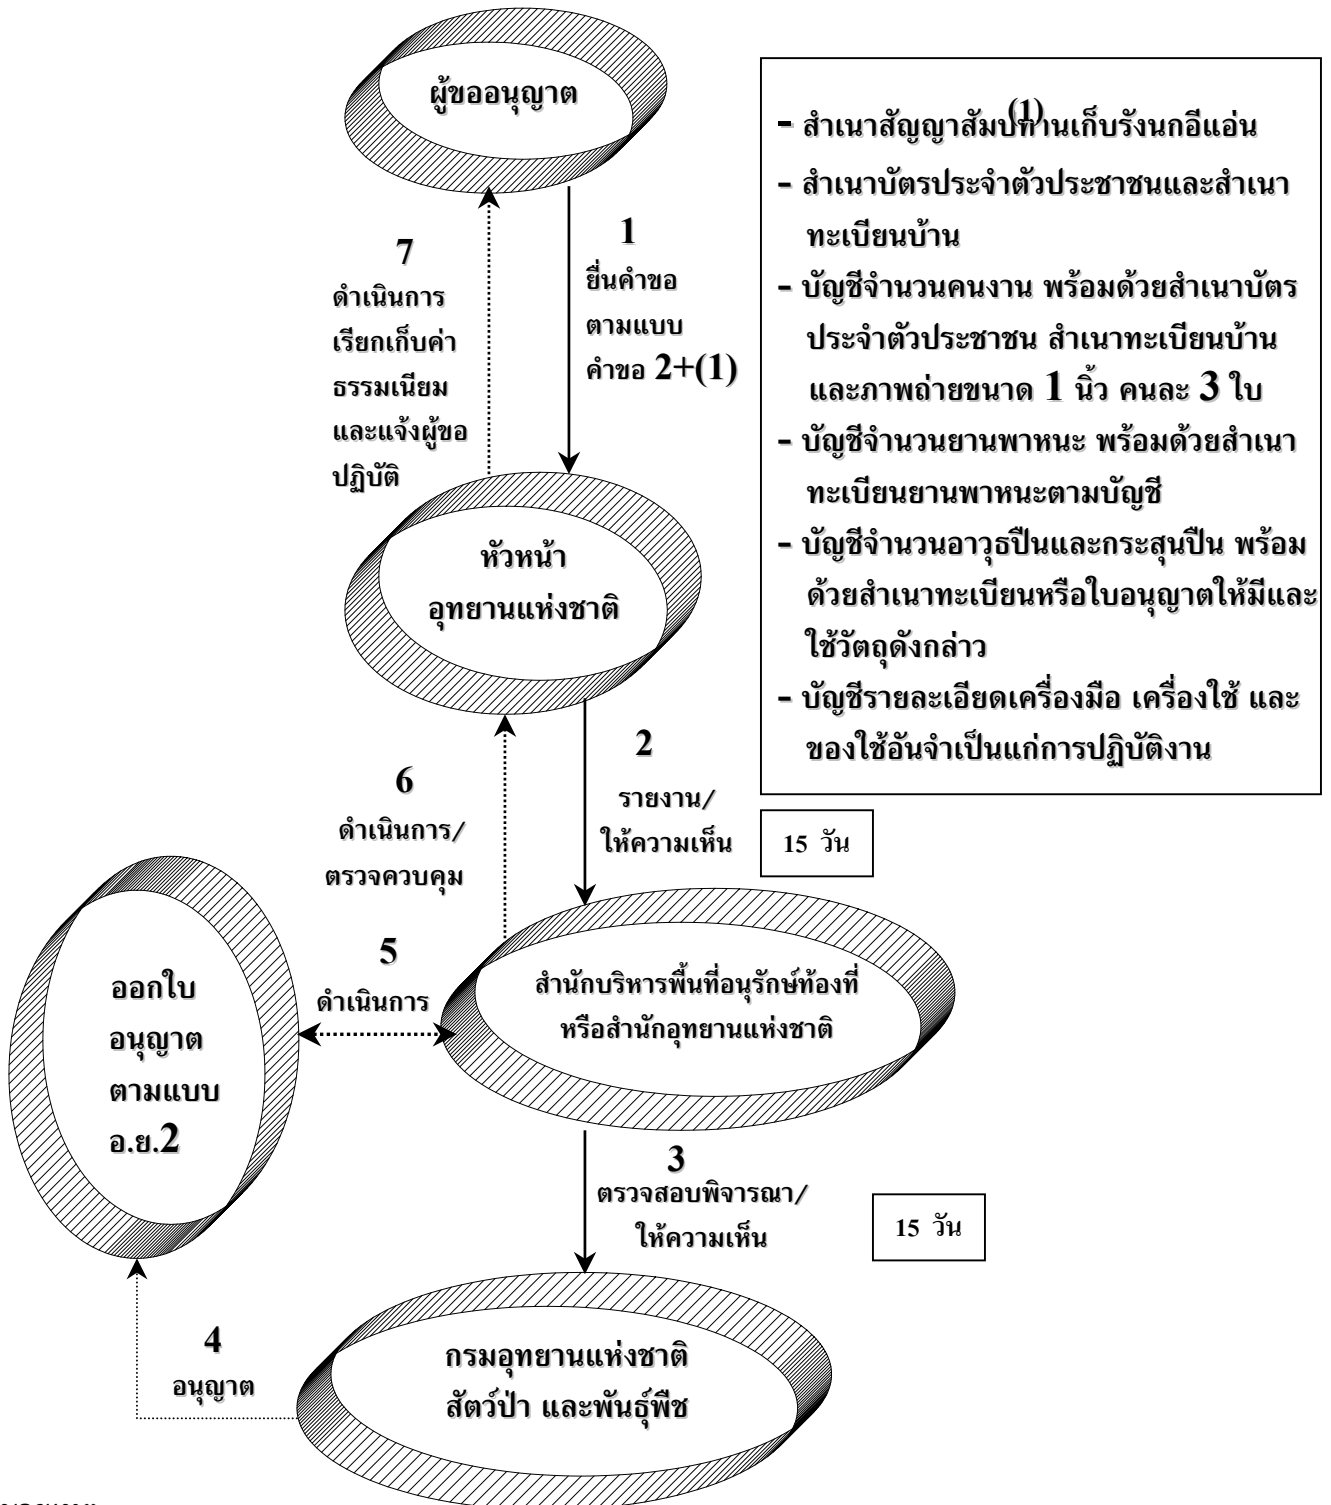 ผู้ขออนุญาต
(1)
- สำเนาสัญญาสัมปทานเก็บรังนกอีแอ่น
- สำเนาบัตรประจำตัวประชาชนและสำเนา
ทะเบียนบ้าน
- บัญชีจำนวนคนงาน พร้อมด้วยสำเนาบัตร
ประจำตัวประชาชน สำเนาทะเบียนบ้าน
และภาพถ่ายขนาด 1 นิ้ว คนละ 3 ใบ
- บัญชีจำนวนยานพาหนะ พร้อมด้วยสำเนา
ทะเบียนยานพาหนะตามบัญชี
- บัญชีจำนวนอาวุธปืนและกระสุนปืน พร้อม
ด้วยสำเนาทะเบียนหรือใบอนุญาตให้มีและ
ใช้วัตถุดังกล่าว
- บัญชีรายละเอียดเครื่องมือ เครื่องใช้ และ
ของใช้อันจำเป็นแก่การปฏิบัติงาน
1
ยื่นคำขอ
ตามแบบ
คำขอ 2+(1)
7
ดำเนินการ
เรียกเก็บค่า
ธรรมเนียม
และแจ้งผู้ขอ
ปฏิบัติ
หัวหน้า
อุทยานแห่งชาติ
2
รายงาน/
ให้ความเห็น
15 วัน
6
ดำเนินการ/
ตรวจควบคุม
5
ดำเนินการ
สำนักบริหารพื้นที่อนุรักษ์ท้องที่
หรือสำนักอุทยานแห่งชาติ
ออกใบ
อนุญาต
ตามแบบ
อ.ย.2
3
ตรวจสอบพิจารณา/
ให้ความเห็น
15 วัน
4
อนุญาต
กรมอุทยานแห่งชาติ
สัตว์ป่า และพันธุ์พืช